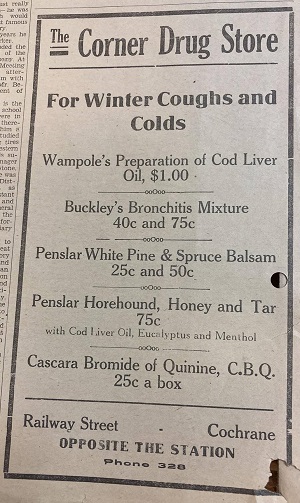 The Corner Drug Store
For Winter Coughs and
Colds
Wampole's Preparation of Cod Liver
Oil, $1.00
Buckley's Bronchitis Mixture
40c and 75c
Penslar White Pine & Spruce Balsam
25c and 50c
Penslar Horehound, Honey and Tar
75c
with Cod Liver Oil, Eucalyptus and Menthol
Cascara Bromide of Quinine, C.B.Q.
25c a box
Railway Street - Cochrane
OPPOSITE THE STATION
Phone 328